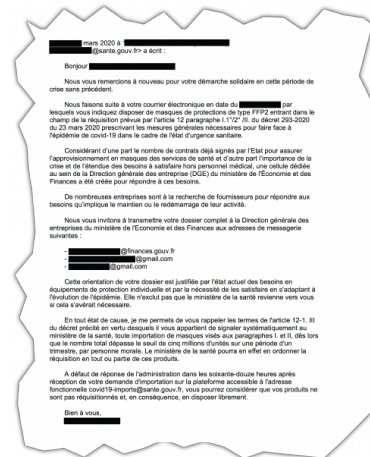 mars 2020 à
@sante.gouv.fr> a écrit :
Bonjour
Nous vous remercions à nouveau pour votre démarche solidaire en cette période de
crise sans précédent.
Nous faisons suite à votre courrier électronique en date du par
lesquels vous indiquez disposer de masques de protections de type FFP2 entrant dans le
champ de la réquisition prévue par l'article 12 paragraphe I.1°/2° /II. du décret 293-2020
du 23 mars 2020 prescrivant les mesures générales nécessaires pour faire face à
l'épidémie de covid-19 dans le cadre de l'état d'urgence sanitaire.
Considérant d'une part le nombre de contrats déjà signés par l'Etat pour assurer
l'approvisionnement en masques des services de santé et d'autre part l'importance de la
crise et de l'étendue des besoins à satisfaire hors personnel médical, une cellule dédiée
au sein de la Direction générale des entreprise (DGE) du ministère de l'Économie et des
Finances a été créée pour répondre à ces besoins.
De nombreuses entreprises sont à la recherche de fournisseurs pour répondre aux
besoins qu'implique le maintien ou le redémarrage de leur activité.
Nous vous invitons à transmettre votre dossier complet à la Direction générale des
entreprises du ministère de l'Economie et des Finances aux adresses de messagerie
suivantes :
- @finances.gouv.fr
- @gmail.com
- @gmail.com
Cette orientation de votre dossier est justifiée par l'état actuel des besoins en
équipements de protection individuelle et par la nécessité de les satisfaire en s'adaptant à
l'évolution de l'épidémie. Elle n'exclut pas que le ministère de la santé revienne vers vous
si cela s'avérait nécessaire.
En tout état de cause, je me permets de vous rappeler les termes de l'article 12-1. III
du décret précité en vertu desquels il vous appartient de signaler systématiquement au
ministère de la santé, toute importation de masques visés aux paragraphes I. et II, dès lors
que le nombre total dépasse le seuil de cinq millions d'unités sur une période d'un
trimestre, par personne morale. Le ministère de la santé pourra en effet en ordonner la
réquisition en tout ou partie de ces produits.
A défaut de réponse de l'administration dans les soixante-douze heures après
réception de votre demande d'importation sur la plateforme accessible à l'adresse
fonctionnelle covid19-imports@sante.gouv.fr, vous pourrez considérer que vos produits ne
sont pas réquisitionnés et, en conséquence, en disposer librement.
Bien à vous,